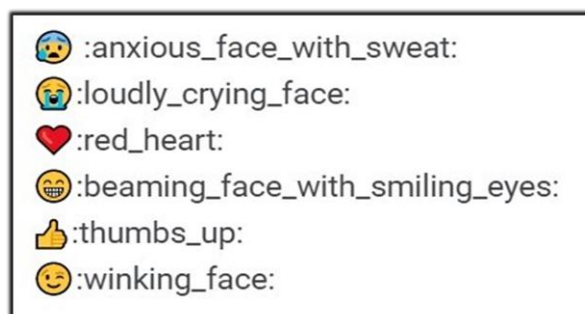 😰 :anxious_face_with_sweat:
😭:loudly_crying_face:
❤️:red_heart:
😁:beaming_face_with_smiling_eyes:
👍:thumbs_up:
😉:winking_face: